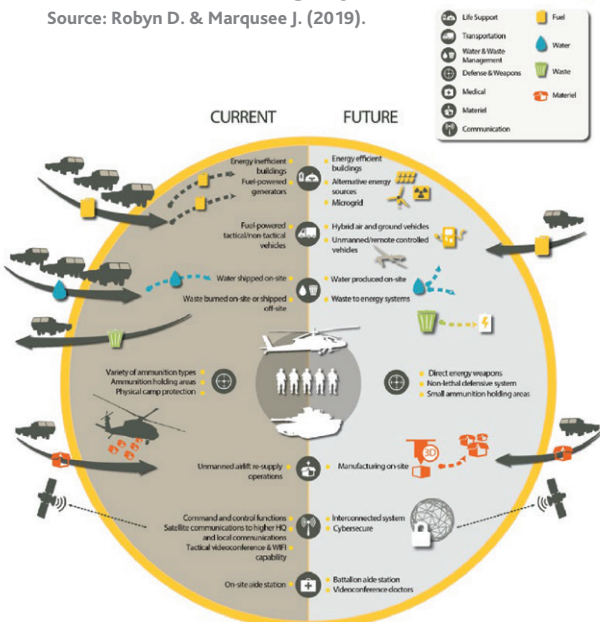 Source: Robyn D. & Marqusee J. (2019).
Life Support
Transportation
Water & Waste
Management
Defense & Weapons
Medical
Materiel
Communication
Fuel
Water
Waste
Materiel
CURRENT
FUTURE
Energy inefficient
buildings
Fuel-powered
generators
Energy efficient
buildings
Alternative energy
sources
Microgrid
Fuel-powered
tactical/non-tactical
vehicles
Hybrid air and ground vehicles
Unmanned/remote controlled
vehicles
Water shipped on-site
Waste burned on-site or shipped
off-site
Water produced on-site
Waste to energy systems
Variety of ammunition types
Ammunition holding areas
Physical camp protection
Direct energy weapons
Non-lethal defensive system
Small ammunition holding areas
Unmanned airlift re-supply
operations
Manufacturing on-site
3D
Command and control functions
Satellite communications to higher HQ
and local communications
Tactical videoconference & WIFI
capability
Interconnected system
Cybersecure
On-site aide station
Battalion aide station
Videoconference doctors